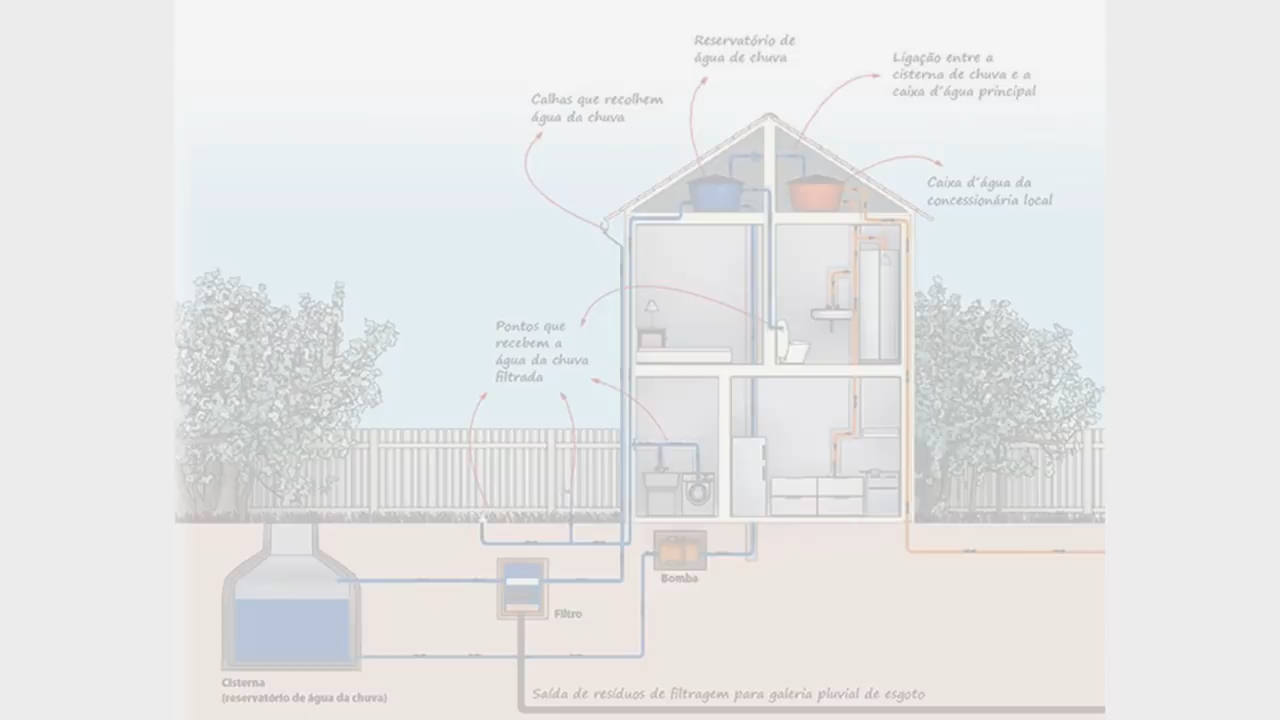 Reservatório de
água de chuva
Ligação entre a
cisterna de chuva e a
caixa d'água principal
Calhas que recolhem
água da chuva
Caixa d'água da
concessionária local
Pontos que
recebem a
água da chuva
filtrada
Bomba
Filtro
Cisterna
(reservatório de água da chuva)
Saída de resíduos de filtragem para galeria pluvial de esgoto